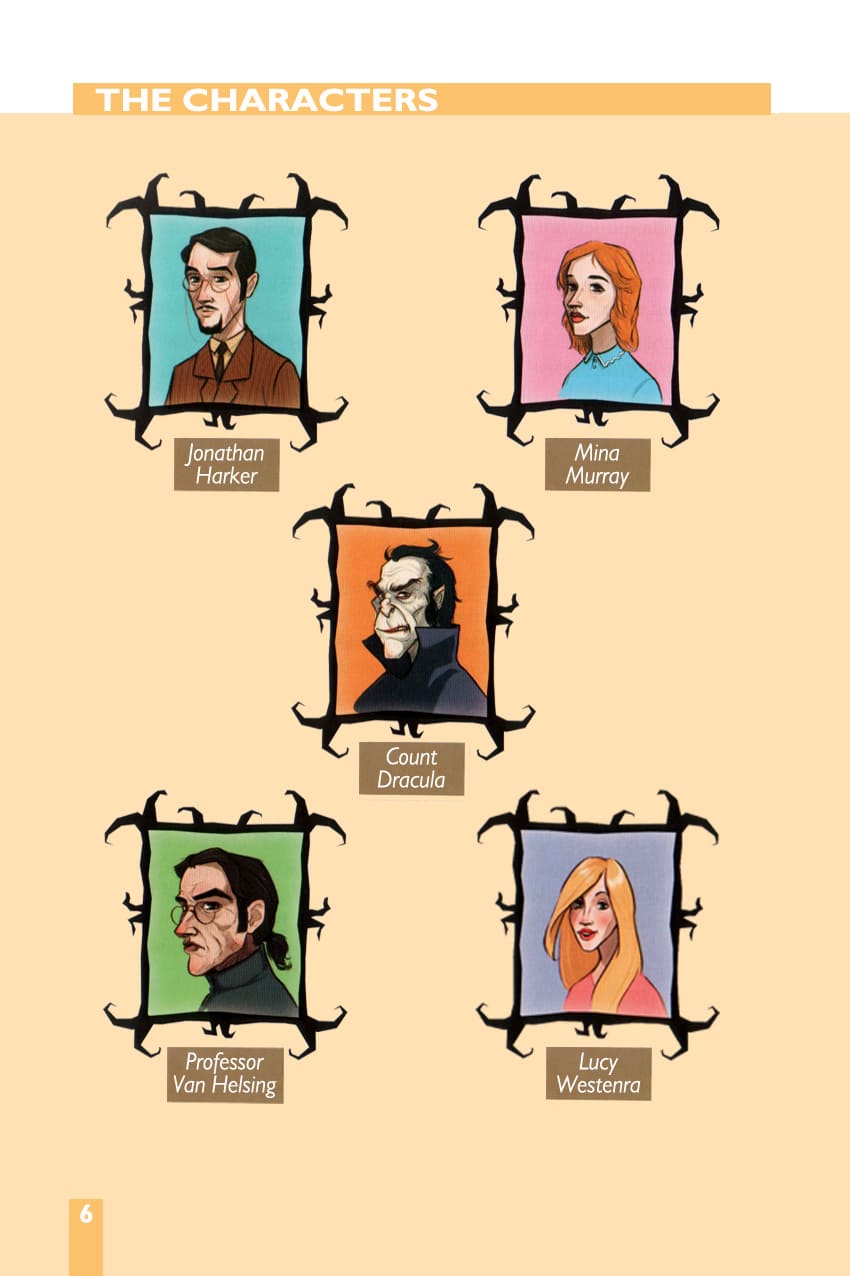 THE CHARACTERS
Jonathan
Harker
Mina
Murray
Count
Dracula
Professor
Van Helsing
Lucy
Westenra
6